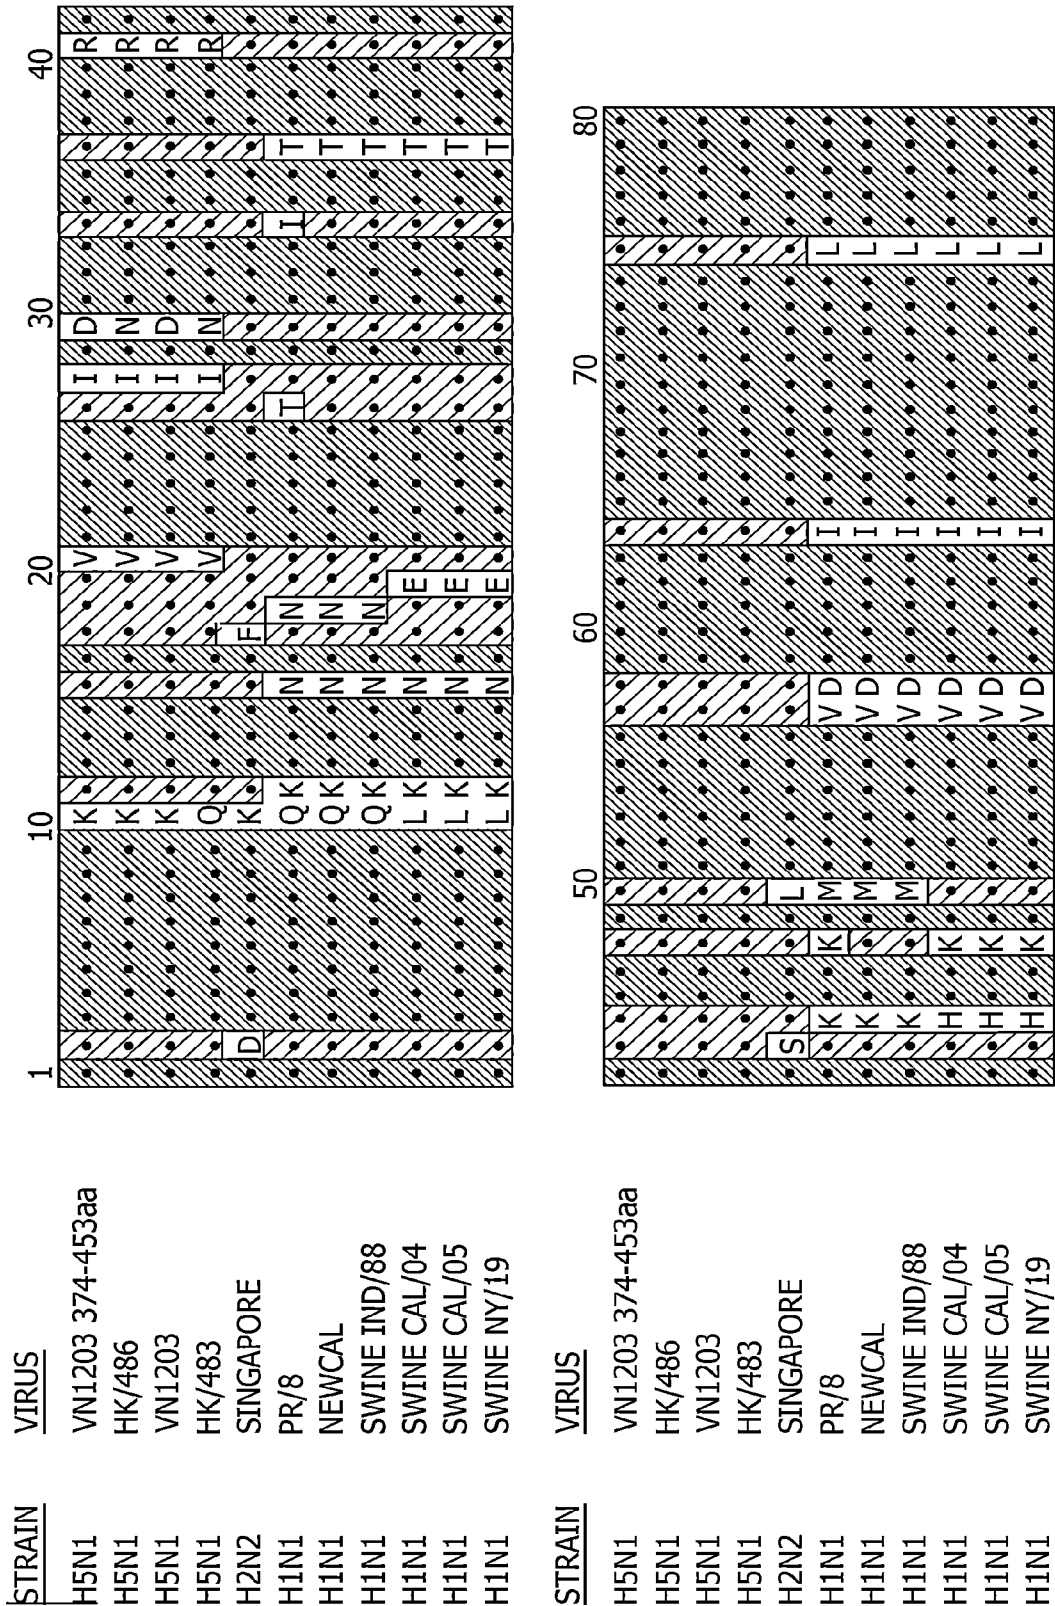 STRAIN VIRUS 1 10 20 30 40
H5N1 VN1203 374-453aa K V I D R
H5N1 HK/486 K V I N R
H5N1 VN1203 K V I D R
H5N1 HK/483 Q V I N R
H2N2 SINGAPORE D K F
H1N1 PR/8 Q K N N T I T
H1N1 NEWCAL Q K N N T
H1N1 SWINE IND/88 Q K N N T
H1N1 SWINE CAL/04 L K N E T
H1N1 SWINE CAL/05 L K N E T
H1N1 SWINE NY/19 L K N E T
STRAIN VIRUS 50 60 70 80
H5N1 VN1203 374-453aa
H5N1 HK/486
H5N1 VN1203
H5N1 HK/483
H2N2 SINGAPORE S L
H1N1 PR/8 K K M V D I L
H1N1 NEWCAL K M V D I L
H1N1 SWINE IND/88 K M V D I L
H1N1 SWINE CAL/04 H K V D I L
H1N1 SWINE CAL/05 H K V D I L
H1N1 SWINE NY/19 H K V D I L